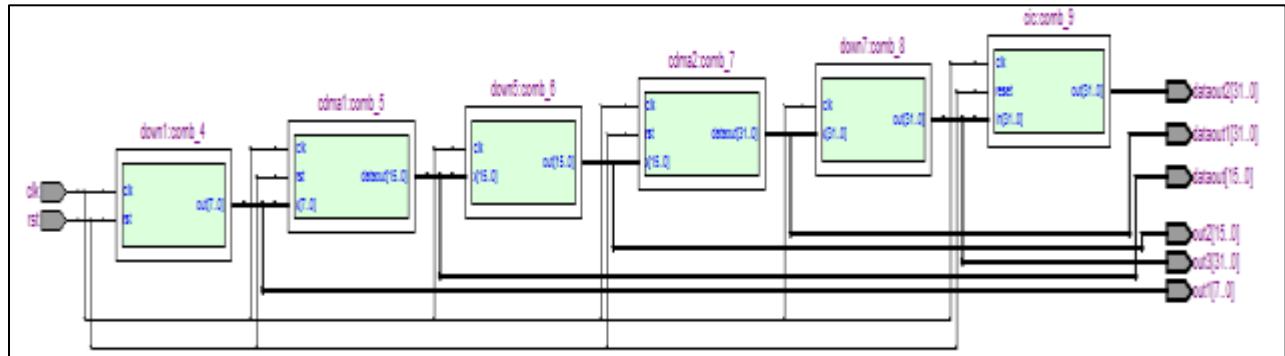 clk
rst
down1:comb_4
clk
rst
out[7..0]
cdma1:comb_5
clk
rst
x[7..0]
dataout[15..0]
down5:comb_6
clk
x[15..0]
out[15..0]
cdma2:comb_7
clk
rst
x[15..0]
dataout[31..0]
down7:comb_8
clk
x[31..0]
out[31..0]
cic:comb_9
clk
reset
in[31..0]
out[31..0]
dataout2[31..0]
dataout1[31..0]
dataout[15..0]
out2[15..0]
out3[31..0]
out1[7..0]